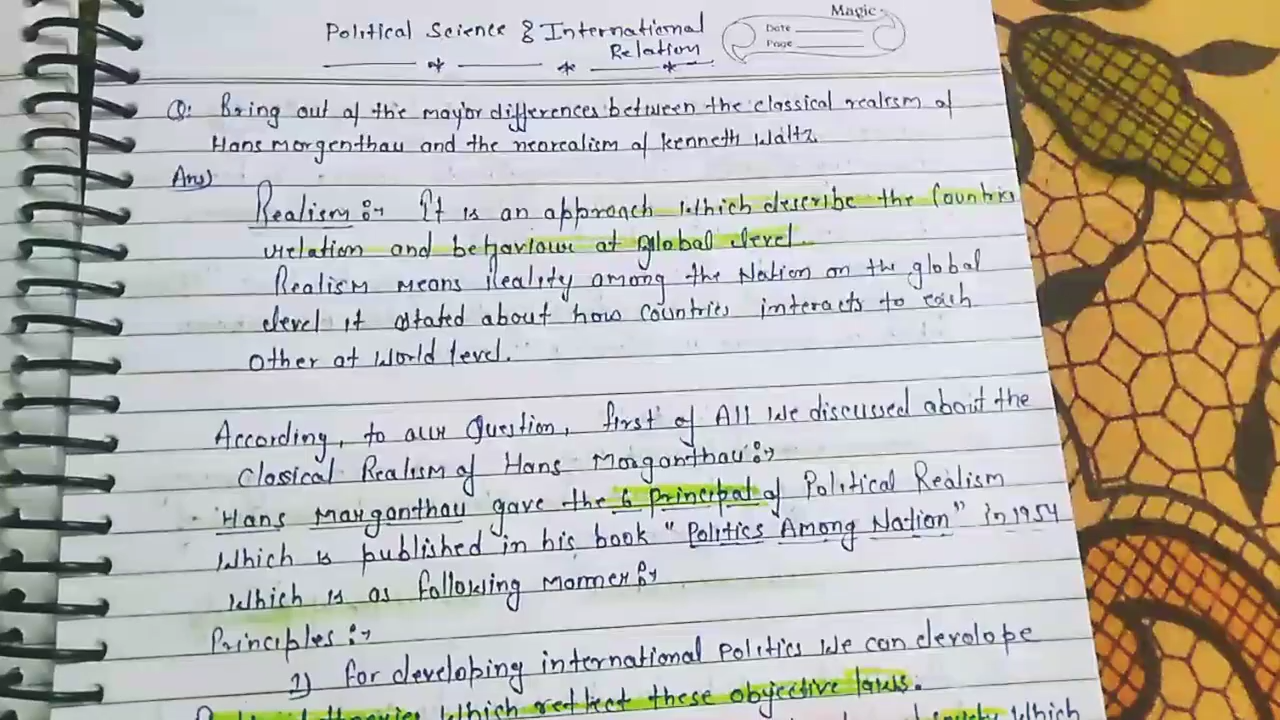 Magic
Political Science & International
Relation
Date
Page
Q: Bring out of the mayor differences between the classical realism of
Hans morgenthau and the nearealism of kenneth Waltz
Ans)
Realism :- It is an approach which describe the Countries
relation and behaviour at global level.
Realism means Reality among the Nation on the global
level it stated about how countries interacts to each
Other at World level.
According, to our Question, first of All We discussed about the
Classical Realism of Hans Morganthau :-
Hans Marganthau gave the 6 principal of Political Realism
Which is published in his book "Politics Among Nation" in 1954
Which is as following manner :-
Principles :-
1) for developing international politics We can develope
which reflect these objective laws.
Which